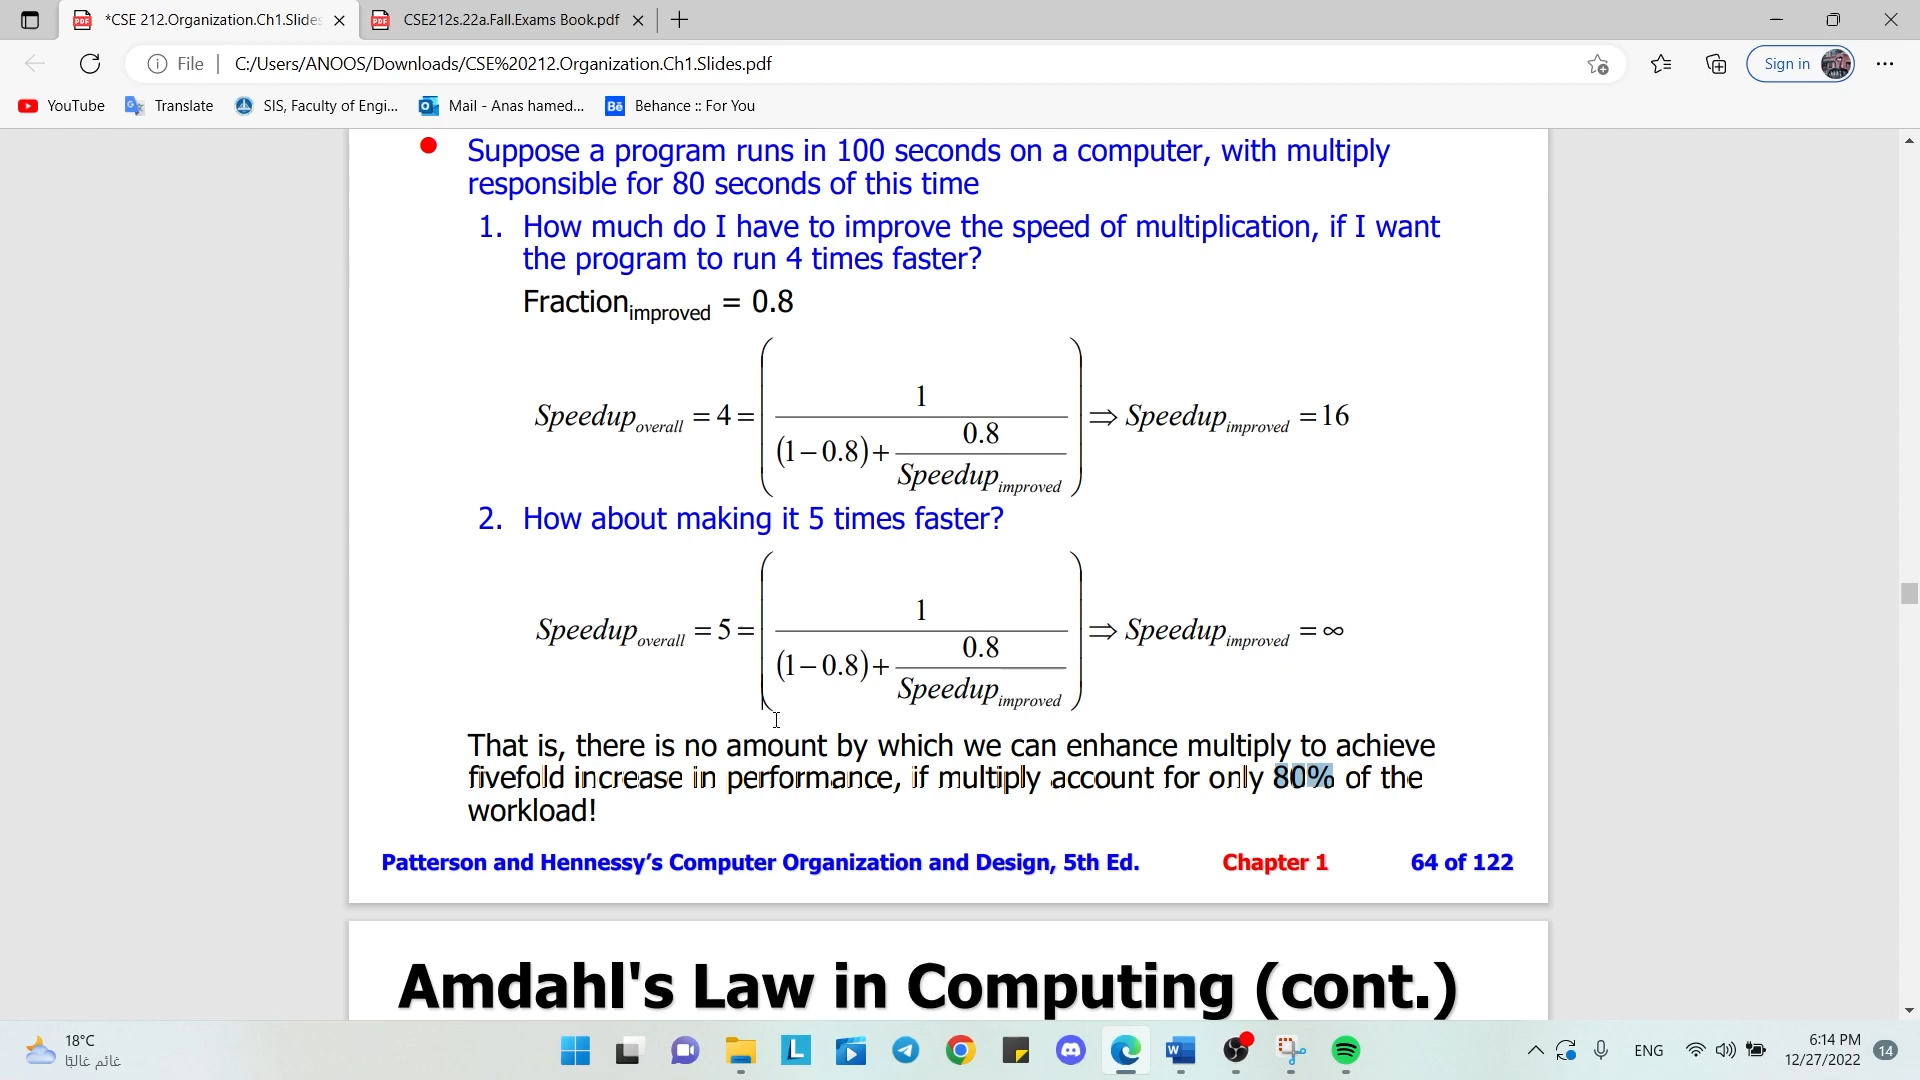 *CSE 212.Organization.Ch1.Slides
CSE212s.22a.Fall.Exams Book.pdf
File
C:/Users/ANOOS/Downloads/CSE%20212.Organization.Ch1.Slides.pdf
Sign in
YouTube
Translate
SIS, Faculty of Engi...
Mail - Anas hamed...
Behance :: For You
Suppose a program runs in 100 seconds on a computer, with multiply
responsible for 80 seconds of this time
1. How much do I have to improve the speed of multiplication, if I want
the program to run 4 times faster?
Fraction_improved = 0.8
Speedup_overall = 4 = (1 / ((1 − 0.8) + 0.8 / Speedup_improved)) ⇒ Speedup_improved = 16
2. How about making it 5 times faster?
Speedup_overall = 5 = (1 / ((1 − 0.8) + 0.8 / Speedup_improved)) ⇒ Speedup_improved = ∞
That is, there is no amount by which we can enhance multiply to achieve
fivefold increase in performance, if multiply account for only 80% of the
workload!
Patterson and Hennessy’s Computer Organization and Design, 5th Ed. Chapter 1 64 of 122
Amdahl's Law in Computing (cont.)
18°C
غائم غالبًا
ENG
6:14 PM
12/27/2022
14